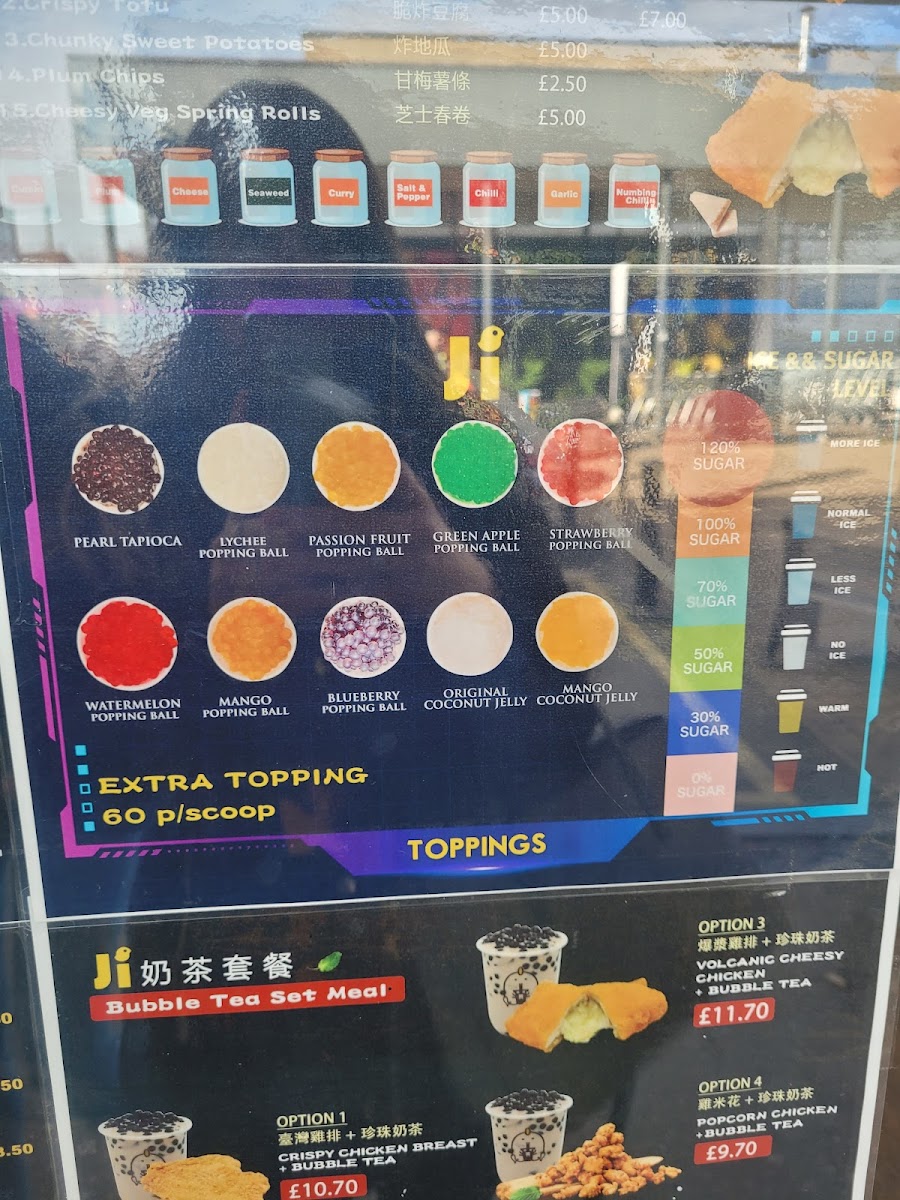 2.Crispy Tofu 脆炸豆腐 £5.00 £7.00
3.Chunky Sweet Potatoes 炸地瓜 £5.00
14.Plum Chips 甘梅薯條 £2.50
15.Cheesy Veg Spring Rolls 芝士春卷 £5.00
Cumin
Plum
Cheese
Seaweed
Curry
Salt &
Pepper
Chilli
Garlic
Numbing
Chilli
Ji
ICE && SUGAR
LEVEL
PEARL TAPIOCA
LYCHEE
POPPING BALL
PASSION FRUIT
POPPING BALL
GREEN APPLE
POPPING BALL
STRAWBERRY
POPPING BALL
WATERMELON
POPPING BALL
MANGO
POPPING BALL
BLUEBERRY
POPPING BALL
ORIGINAL
COCONUT JELLY
MANGO
COCONUT JELLY
120%
SUGAR
100%
SUGAR
70%
SUGAR
50%
SUGAR
30%
SUGAR
0%
SUGAR
MORE ICE
NORMAL
ICE
LESS
ICE
NO
ICE
WARM
HOT
EXTRA TOPPING
60 p/scoop
TOPPINGS
Ji 奶茶套餐
Bubble Tea Set Meal
OPTION 3
爆漿雞排 + 珍珠奶茶
VOLCANIC CHEESY
CHICKEN
+ BUBBLE TEA
£11.70
OPTION 1
臺灣雞排 + 珍珠奶茶
CRISPY CHICKEN BREAST
+ BUBBLE TEA
£10.70
OPTION 4
雞米花 + 珍珠奶茶
POPCORN CHICKEN
+BUBBLE TEA
£9.70